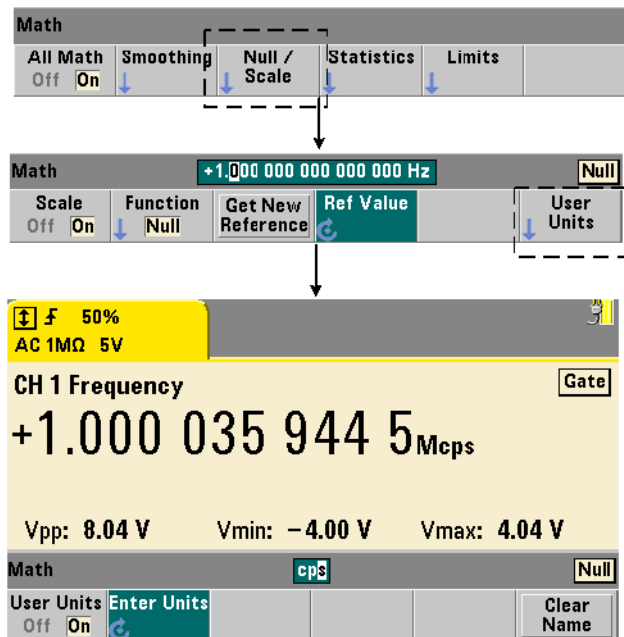 Math
All Math Smoothing Null / Statistics Limits
Off On Scale
Math +1.000 000 000 000 000 Hz Null
Scale Function Get New Ref Value User
Off On Null Reference Units
50%
AC 1MΩ 5V
CH 1 Frequency Gate
+1.000 035 944 5 Mcps
Vpp: 8.04 V Vmin: −4.00 V Vmax: 4.04 V
Math cps Null
User Units Enter Units Clear
Off On Name